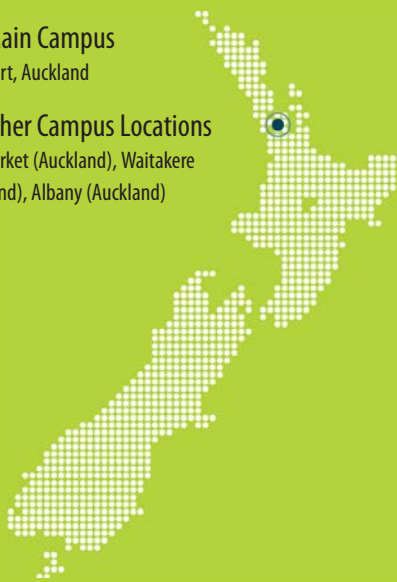 ain Campus
rt, Auckland
her Campus Locations
rket (Auckland), Waitakere
nd), Albany (Auckland)